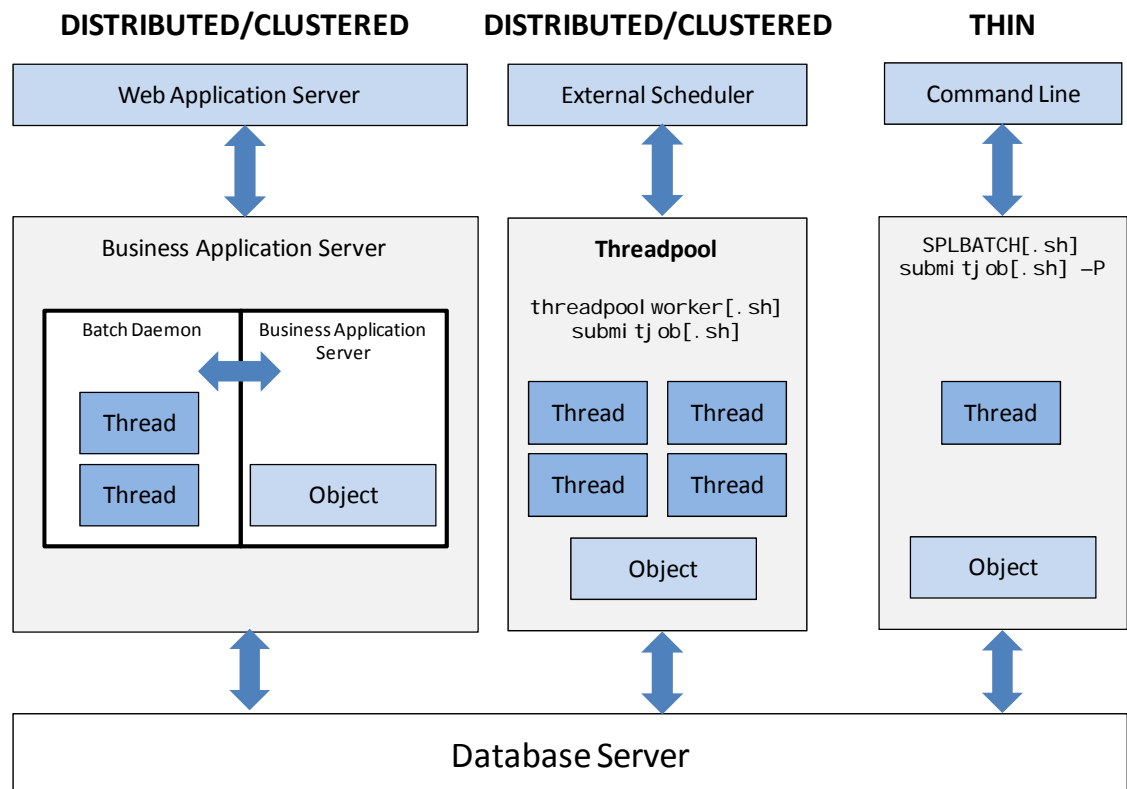 DISTRIBUTED/CLUSTERED
DISTRIBUTED/CLUSTERED
THIN
Web Application Server
External Scheduler
Command Line
Business Application Server
Batch Daemon
Business Application
Server
Thread
Thread
Object
Threadpool
threadpoolworker[.sh]
submitjob[.sh]
Thread
Thread
Thread
Thread
Object
SPLBATCH[.sh]
submitjob[.sh] –P
Thread
Object
Database Server